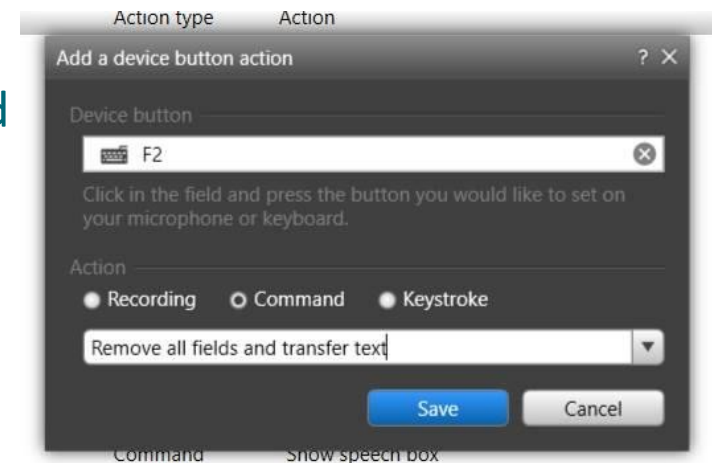 Action type Action
Add a device button action ? ×
Device button
F2
Click in the field and press the button you would like to set on
your microphone or keyboard.
Action
Recording Command Keystroke
Remove all fields and transfer text
Save Cancel
Command Show speech box